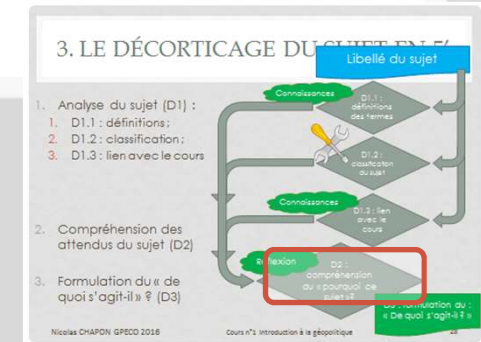 3. LE DÉCORTICAGE DU SUJET EN 5'
Libellé du sujet
1. Analyse du sujet (D1) :
1. D1.1 : définitions ;
2. D1.2 : classification ;
3. D1.3 : lien avec le cours
2. Compréhension des
attendus du sujet (D2)
3. Formulation du « de
quoi s'agit-il » ? (D3)
Connaissances
D1.1 :
définitions
des termes
D1.2 :
classification
du sujet
Connaissances
D1.3 : lien
avec le
cours
Réflexion
D2 :
compréhension
du « pourquoi ce
sujet »?
formulation du :
« De quoi s'agit-il ? »
Nicolas CHAPON GPECO 2016
Cours n°1 Introduction à la géopolitique
28